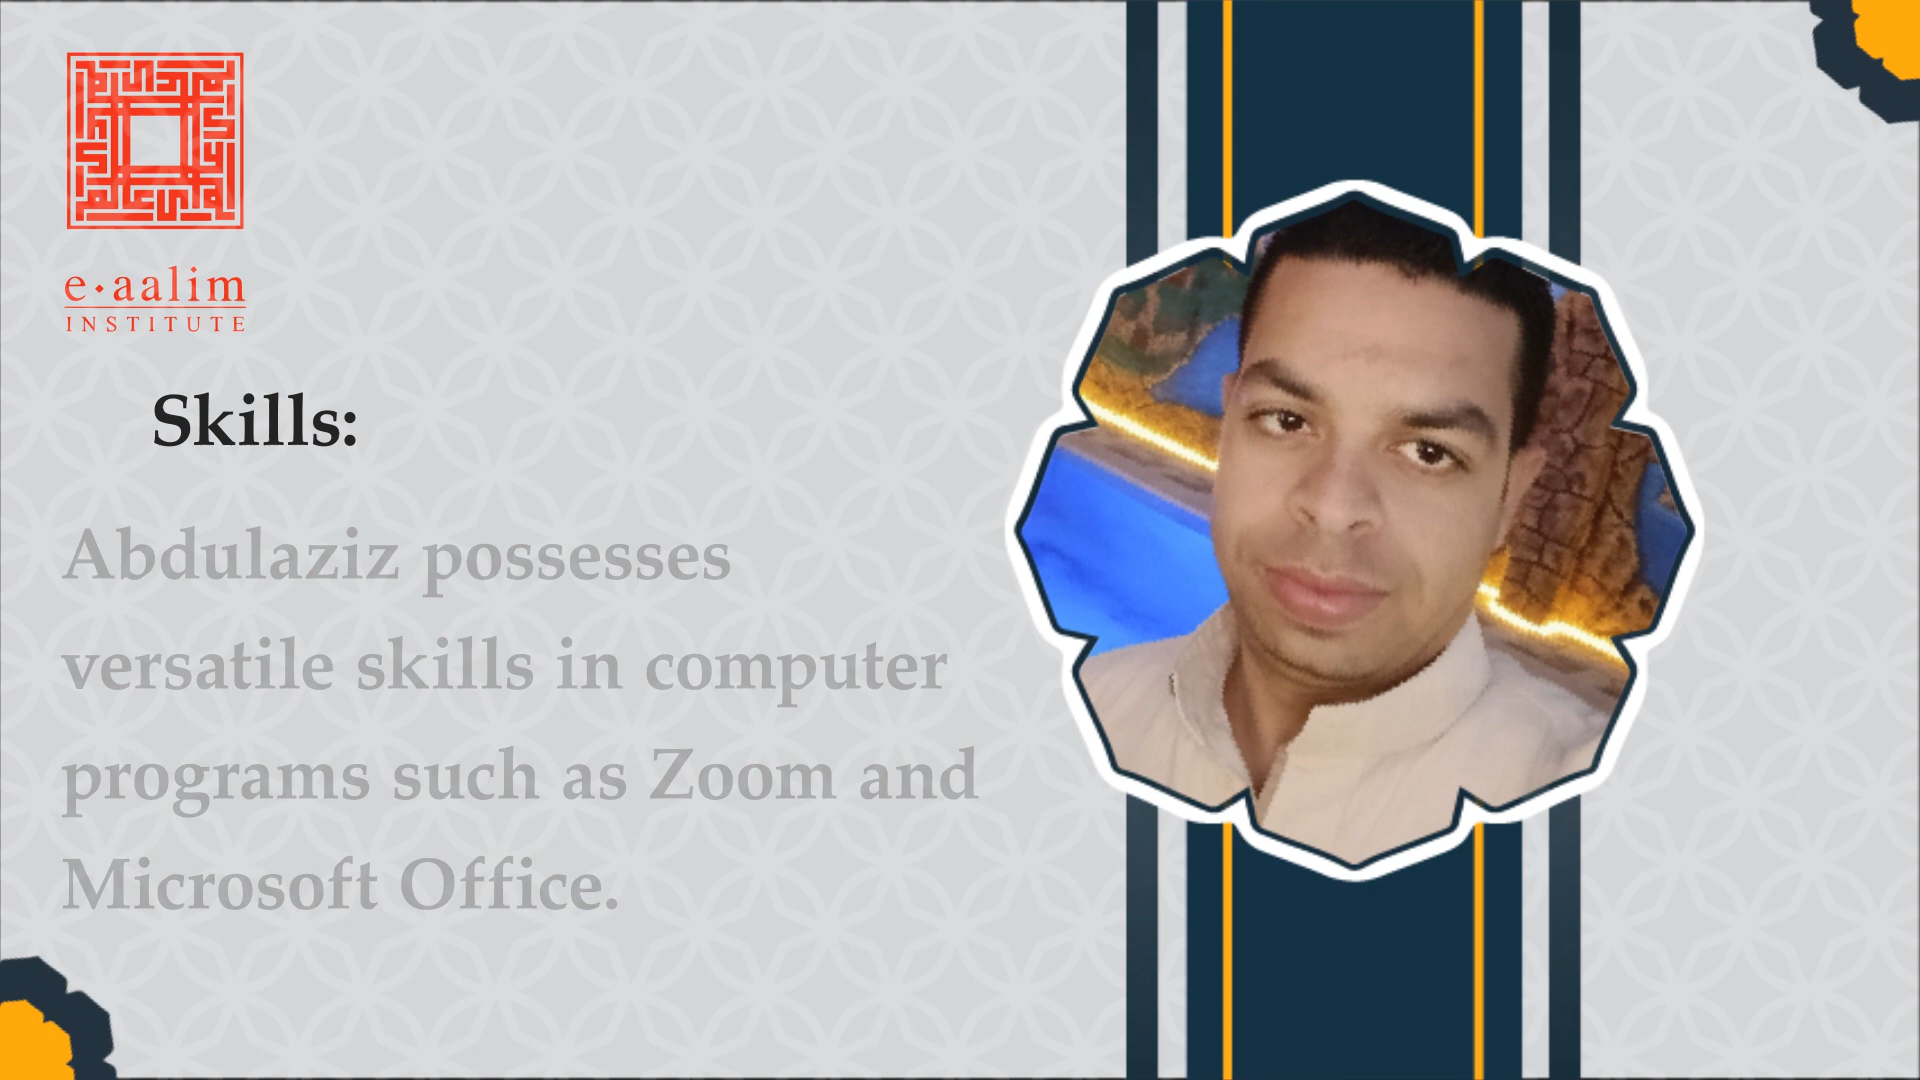 e·aalim
INSTITUTE
Skills:
Abdulaziz possesses
versatile skills in computer
programs such as Zoom and
Microsoft Office.